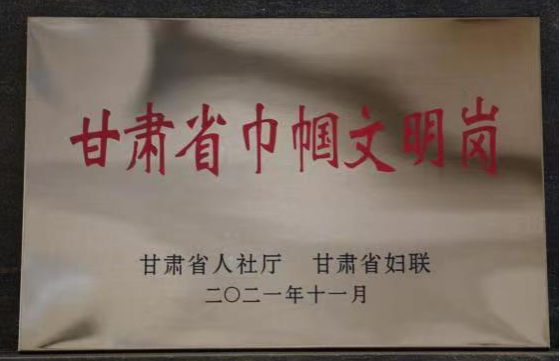 甘肃省巾帼文明岗
甘肃省人社厅 甘肃省妇联
二〇二一年十一月